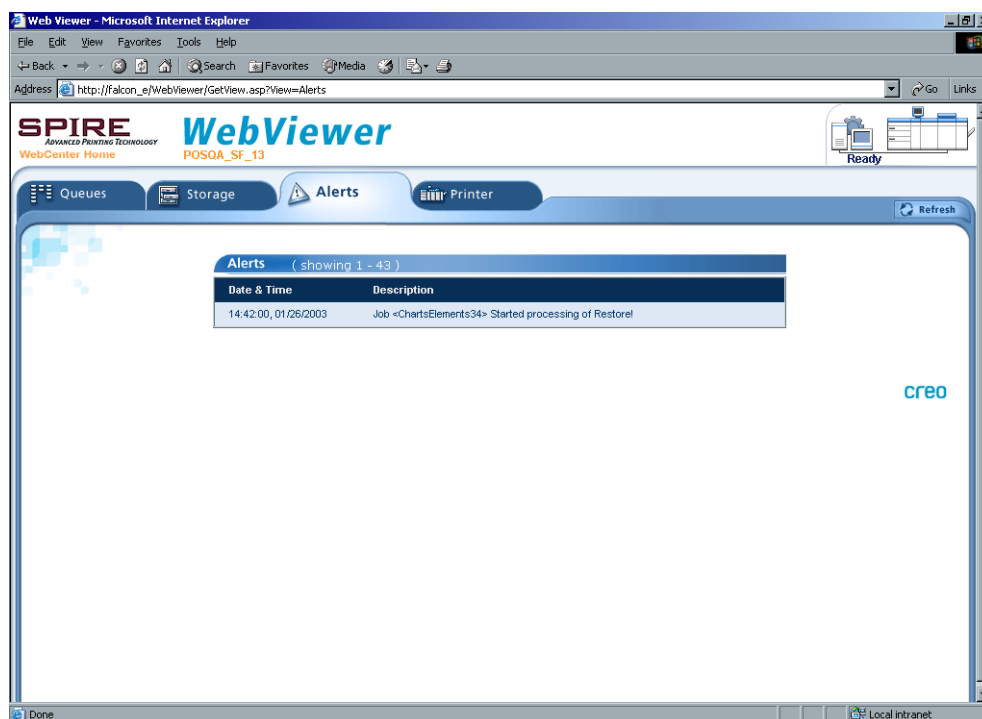 Web Viewer - Microsoft Internet Explorer
File Edit View Favorites Tools Help
Back Search Favorites Media
Address http://falcon_e/WebViewer/GetView.asp?View=Alerts Go Links
SPIRE
ADVANCED PRINTING TECHNOLOGY
WebCenter Home
WebViewer
POSQA_SF_13
Ready
Queues Storage Alerts Printer
Refresh
Alerts ( showing 1 - 43 )
Date & Time Description
14:42:00, 01/26/2003 Job <ChartsElements34> Started processing of Restore!
creo
Done Local intranet